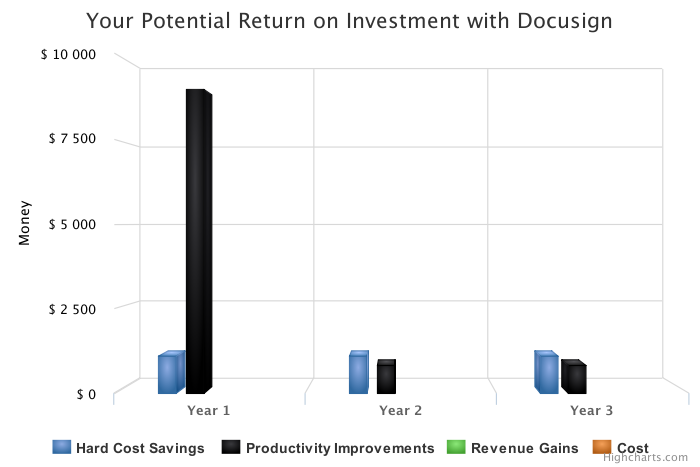 Your Potential Return on Investment with Docusign
$ 10 000
$ 7 500
$ 5 000
$ 2 500
$ 0
Money
Year 1
Year 2
Year 3
Hard Cost Savings
Productivity Improvements
Revenue Gains
Cost
Highcharts.com